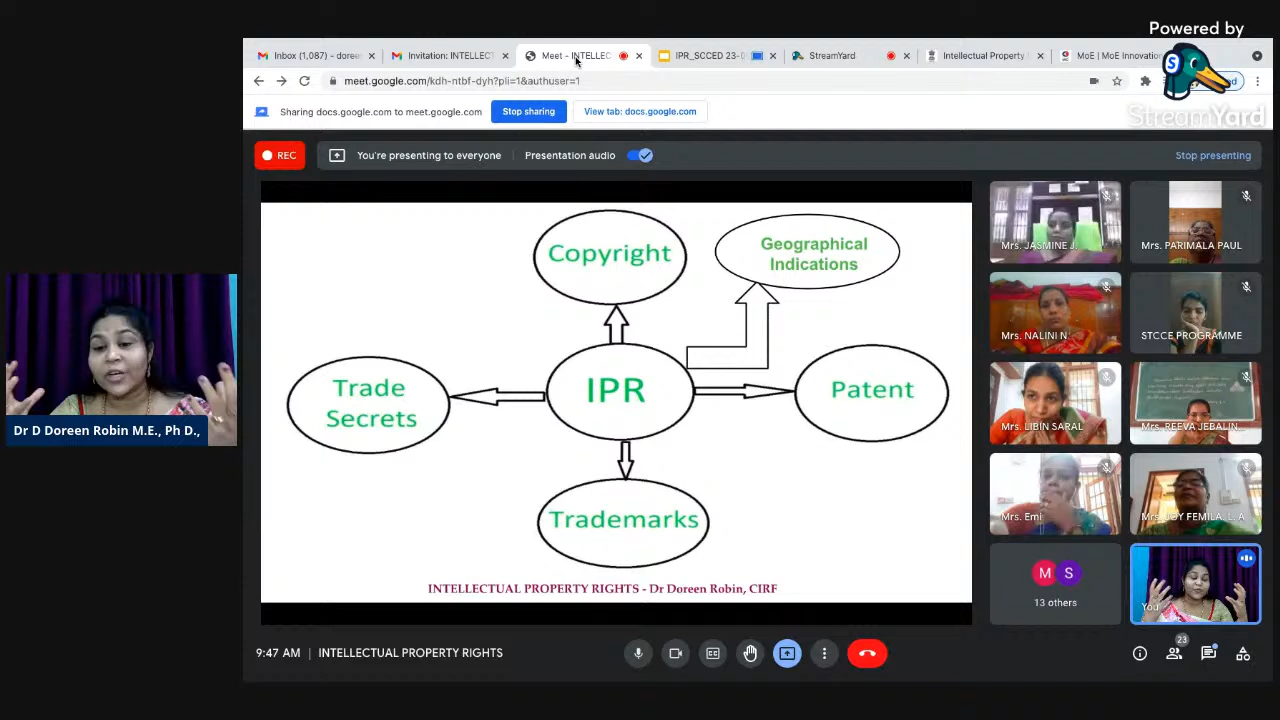 Powered by
StreamYard
Inbox (1,087) - doree
Invitation: INTELLECT
Meet - INTELLEC
IPR_SCCED 23-0
StreamYard
Intellectual Property
MoE | MoE Innovation
meet.google.com/kdh-ntbf-dyh?pli=1&authuser=1
Sharing docs.google.com to meet.google.com
Stop sharing
View tab: docs.google.com
REC
You're presenting to everyone
Presentation audio
Stop presenting
Copyright
Geographical
Indications
Trade
Secrets
IPR
Patent
Trademarks
INTELLECTUAL PROPERTY RIGHTS - Dr Doreen Robin, CIRF
Dr D Doreen Robin M.E., Ph D.,
Mrs. JASMINE J.
Mrs. PARIMALA PAUL
Mrs. NALINI N.
STCCE PROGRAMME
Mrs. LIBIN SARAL
Mrs. REEVA JEBALIN...
Mrs. Emi
Mrs. JOY FEMILA. L. A
M S
13 others
You
9:47 AM | INTELLECTUAL PROPERTY RIGHTS
23